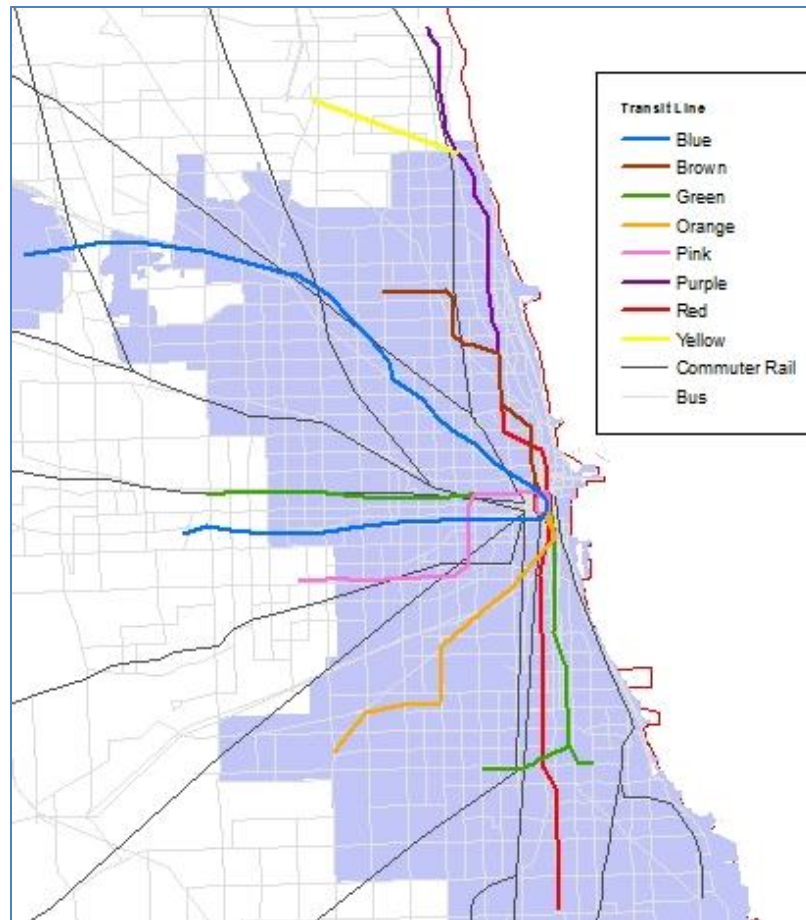 Transit Line
Blue
Brown
Green
Orange
Pink
Purple
Red
Yellow
Commuter Rail
Bus